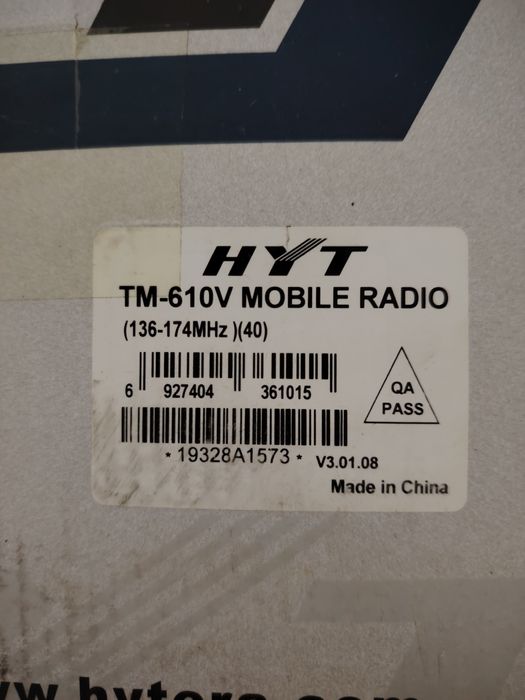 HYT
TM-610V MOBILE RADIO
(136-174MHz )(40)
6 927404 361015
QA
PASS
*19328A1573* V3.01.08
Made in China